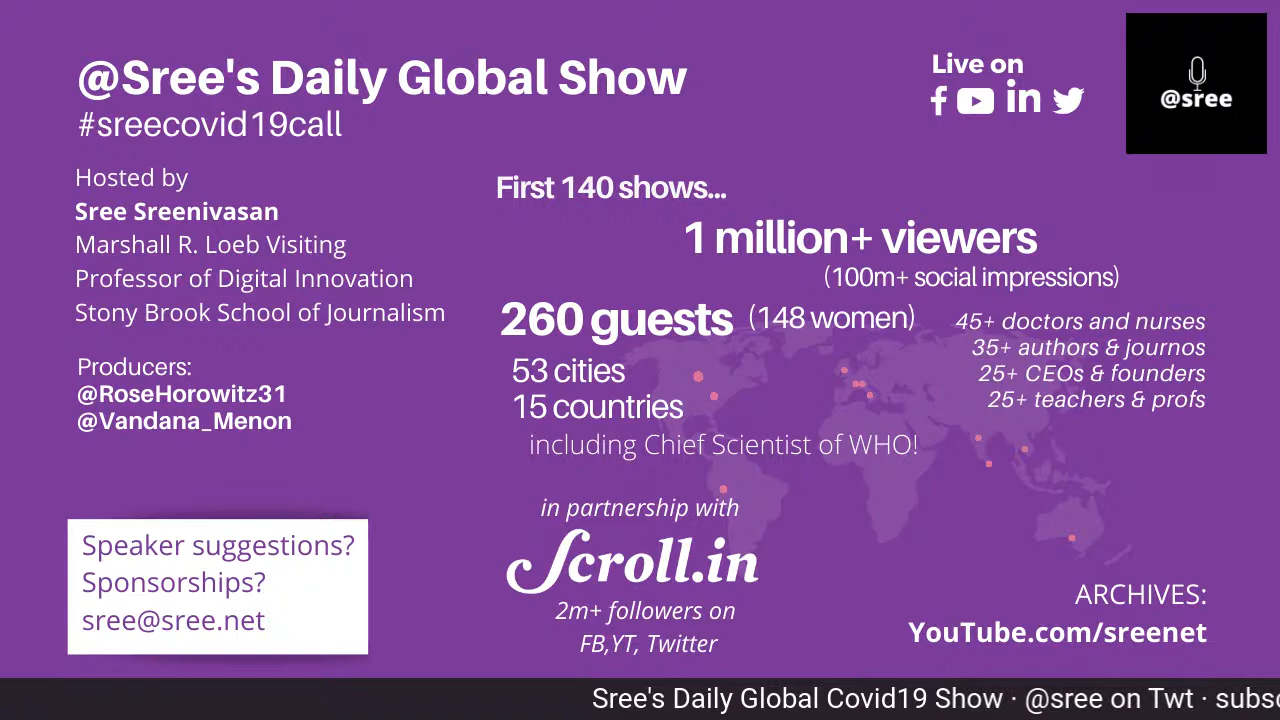 @Sree's Daily Global Show
#sreecovid19call
Live on
@sree
Hosted by
Sree Sreenivasan
Marshall R. Loeb Visiting
Professor of Digital Innovation
Stony Brook School of Journalism
Producers:
@RoseHorowitz31
@Vandana_Menon
First 140 shows...
1 million+ viewers
(100m+ social impressions)
260 guests (148 women)
53 cities
15 countries
including Chief Scientist of WHO!
45+ doctors and nurses
35+ authors & journos
25+ CEOs & founders
25+ teachers & profs
in partnership with
Scroll.in
2m+ followers on
FB,YT, Twitter
Speaker suggestions?
Sponsorships?
sree@sree.net
ARCHIVES:
YouTube.com/sreenet
Sree's Daily Global Covid19 Show · @sree on Twt ·